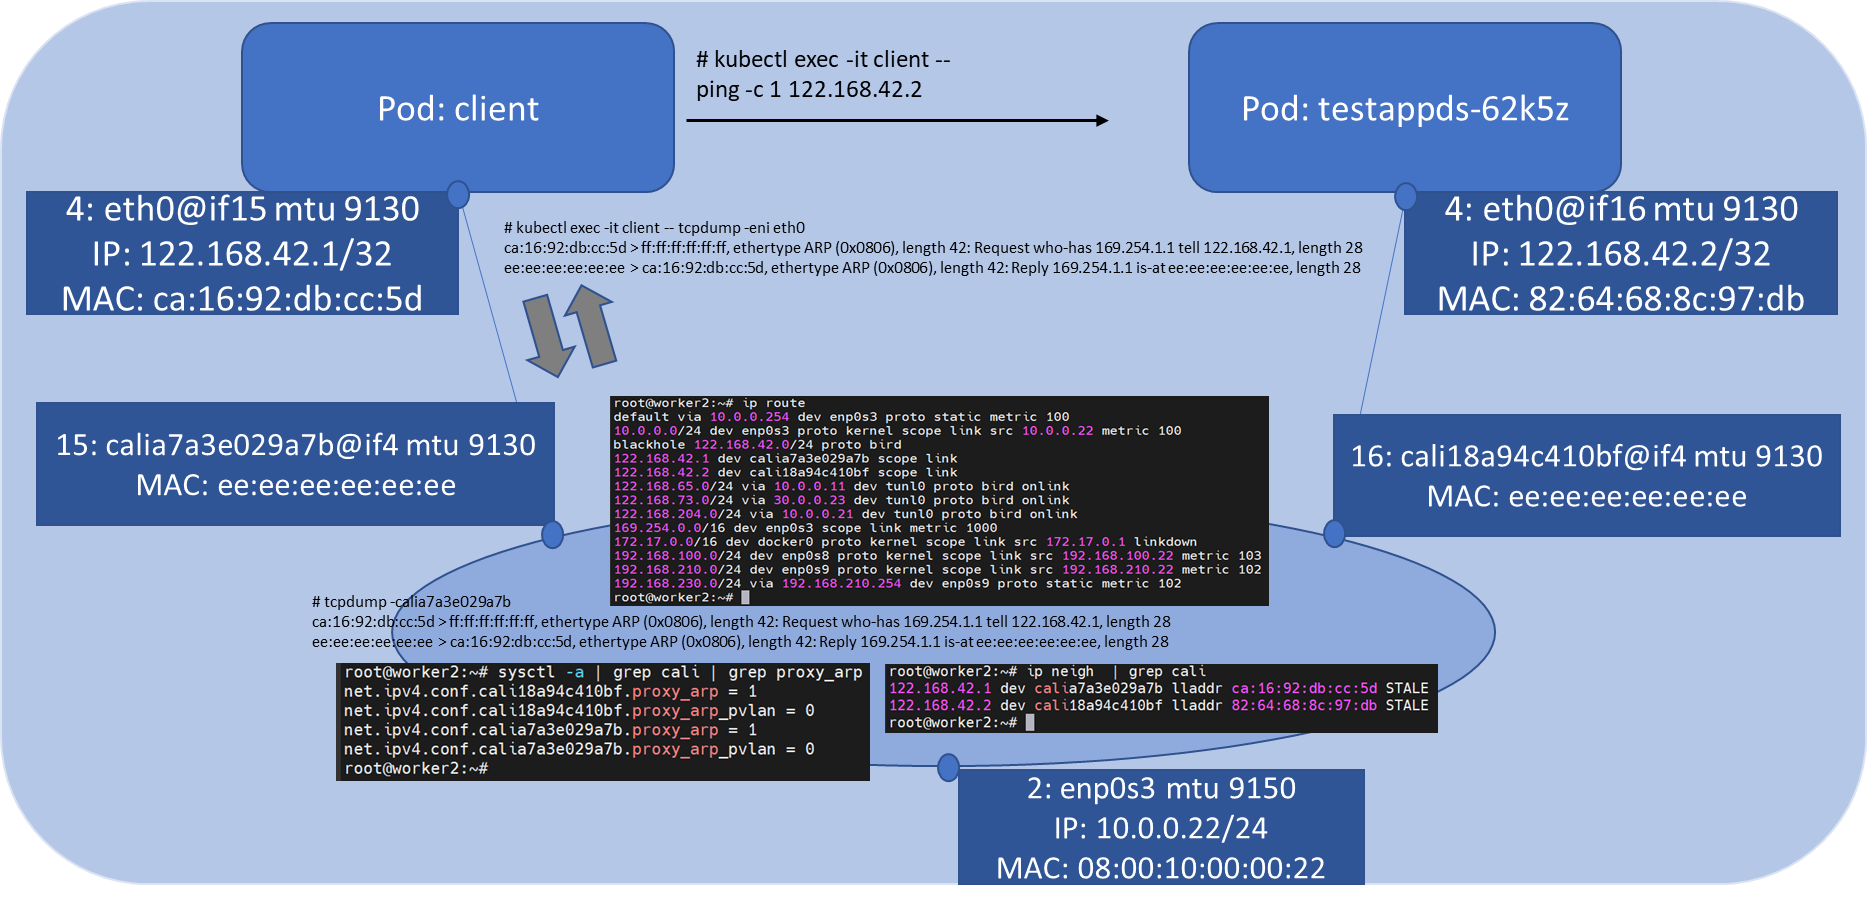 Pod: client
# kubectl exec -it client --
ping -c 1 122.168.42.2
Pod: testappds-62k5z
4: eth0@if15 mtu 9130
IP: 122.168.42.1/32
MAC: ca:16:92:db:cc:5d
# kubectl exec -it client -- tcpdump -eni eth0
ca:16:92:db:cc:5d > ff:ff:ff:ff:ff:ff, ethertype ARP (0x0806), length 42: Request who-has 169.254.1.1 tell 122.168.42.1, length 28
ee:ee:ee:ee:ee:ee > ca:16:92:db:cc:5d, ethertype ARP (0x0806), length 42: Reply 169.254.1.1 is-at ee:ee:ee:ee:ee:ee, length 28
4: eth0@if16 mtu 9130
IP: 122.168.42.2/32
MAC: 82:64:68:8c:97:db
15: calia7a3e029a7b@if4 mtu 9130
MAC: ee:ee:ee:ee:ee:ee
root@worker2:~# ip route
default via 10.0.0.254 dev enp0s3 proto static metric 100
10.0.0.0/24 dev enp0s3 proto kernel scope link src 10.0.0.22 metric 100
blackhole 122.168.42.0/24 proto bird
122.168.42.1 dev calia7a3e029a7b scope link
122.168.42.2 dev cali18a94c410bf scope link
122.168.65.0/24 via 10.0.0.11 dev tunl0 proto bird onlink
122.168.73.0/24 via 30.0.0.23 dev tunl0 proto bird onlink
122.168.204.0/24 via 10.0.0.21 dev tunl0 proto bird onlink
169.254.0.0/16 dev enp0s3 scope link metric 1000
172.17.0.0/16 dev docker0 proto kernel scope link src 172.17.0.1 linkdown
192.168.100.0/24 dev enp0s8 proto kernel scope link src 192.168.100.22 metric 103
192.168.210.0/24 dev enp0s9 proto kernel scope link src 192.168.210.22 metric 102
192.168.230.0/24 via 192.168.210.254 dev enp0s9 proto static metric 102
root@worker2:~#
16: cali18a94c410bf@if4 mtu 9130
MAC: ee:ee:ee:ee:ee:ee
# tcpdump -calia7a3e029a7b
ca:16:92:db:cc:5d > ff:ff:ff:ff:ff:ff, ethertype ARP (0x0806), length 42: Request who-has 169.254.1.1 tell 122.168.42.1, length 28
ee:ee:ee:ee:ee:ee > ca:16:92:db:cc:5d, ethertype ARP (0x0806), length 42: Reply 169.254.1.1 is-at ee:ee:ee:ee:ee:ee, length 28
root@worker2:~# sysctl -a | grep cali | grep proxy_arp
net.ipv4.conf.cali18a94c410bf.proxy_arp = 1
net.ipv4.conf.cali18a94c410bf.proxy_arp_pvlan = 0
net.ipv4.conf.calia7a3e029a7b.proxy_arp = 1
net.ipv4.conf.calia7a3e029a7b.proxy_arp_pvlan = 0
root@worker2:~#
root@worker2:~# ip neigh  | grep cali
122.168.42.1 dev calia7a3e029a7b lladdr ca:16:92:db:cc:5d STALE
122.168.42.2 dev cali18a94c410bf lladdr 82:64:68:8c:97:db STALE
root@worker2:~#
2: enp0s3 mtu 9150
IP: 10.0.0.22/24
MAC: 08:00:10:00:00:22